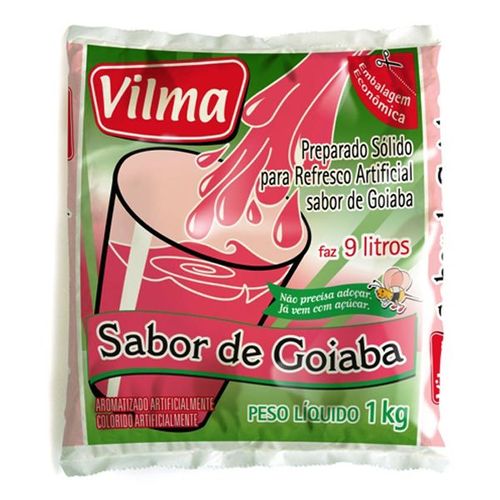 Vilma
Embalagem
Econômica
Preparado Sólido
para Refresco Artificial
sabor de Goiaba
faz 9 litros
Não precisa adoçar.
Já vem com açúcar.
Sabor de Goiaba
AROMATIZADO ARTIFICIALMENTE
COLORIDO ARTIFICIALMENTE
PESO LÍQUIDO 1kg